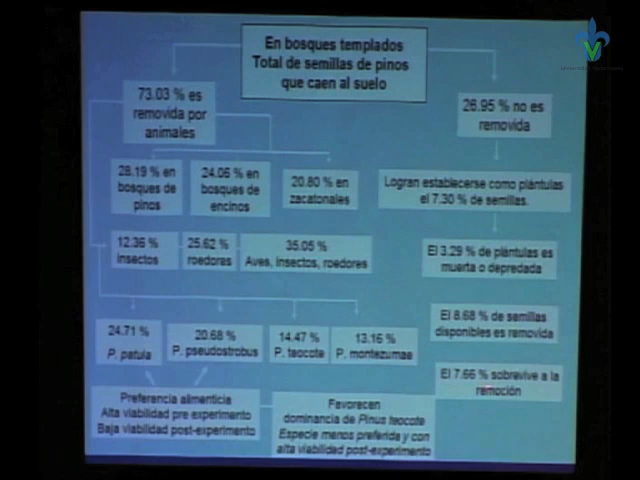 En bosques templados
Total de semillas de pinos
que caen al suelo
73.03 % es
removida por
animales
26.95 % no es
removida
28.19 % en
bosques de
pinos
24.06 % en
bosques de
encinos
20.80 % en
zacatonales
Logran establecerse como plántulas
el 7.30 % de semillas.
12.36 %
insectos
25.62 %
roedores
35.05 %
Aves, insectos, roedores
El 3.29 % de plántulas es
muerta o depredada
El 8.68 % de semillas
disponibles es removida
24.71 %
P. patula
20.68 %
P. pseudostrobus
14.47 %
P. teocote
13.16 %
P. montezumae
El 7.66 % sobrevive a la
remoción
Preferencia alimenticia
Alta viabilidad pre experimento
Baja viabilidad post-experimento
Favorecen
dominancia de Pinus teocote
Especie menos preferida y con
alta viabilidad post-experimento